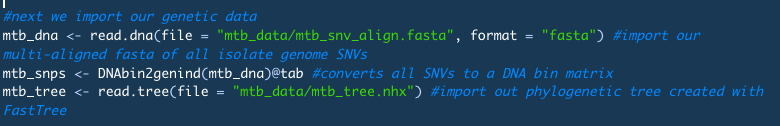 #next we import our genetic data
mtb_dna <- read.dna(file = "mtb_data/mtb_snv_align.fasta", format = "fasta") #import our
multi-aligned fasta of all isolate genome SNVs
mtb_snps <- DNAbin2genind(mtb_dna)@tab #converts all SNVs to a DNA bin matrix
mtb_tree <- read.tree(file = "mtb_data/mtb_tree.nhx") #import out phylogenetic tree created with
FastTree